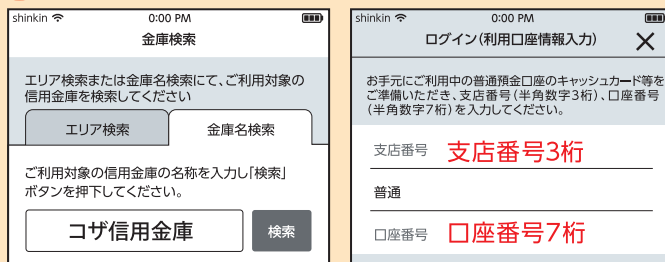 shinkin 0:00 PM
金庫検索
エリア検索または金庫名検索にて、ご利用対象の
信用金庫を検索してください
エリア検索 金庫名検索
ご利用対象の信用金庫の名称を入力し「検索」
ボタンを押下してください。
コザ信用金庫 検索
shinkin 0:00 PM
ログイン(利用口座情報入力)
お手元にご利用中の普通預金口座のキャッシュカード等を
ご準備いただき、支店番号(半角数字3桁)、口座番号
(半角数字7桁)を入力してください。
支店番号 支店番号3桁
普通
口座番号 口座番号7桁